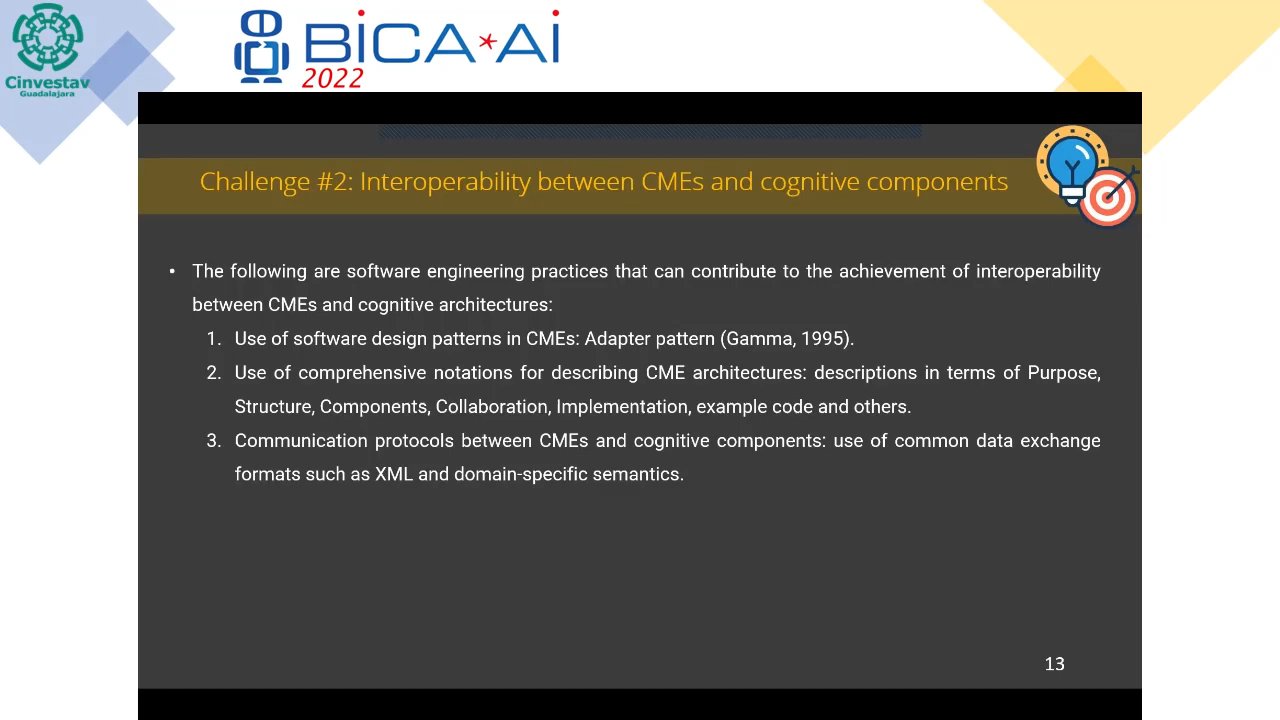 Cinvestav
Guadalajara
BiCA*Ai
2022
Challenge #2: Interoperability between CMEs and cognitive components
• The following are software engineering practices that can contribute to the achievement of interoperability
between CMEs and cognitive architectures:
1. Use of software design patterns in CMEs: Adapter pattern (Gamma, 1995).
2. Use of comprehensive notations for describing CME architectures: descriptions in terms of Purpose,
Structure, Components, Collaboration, Implementation, example code and others.
3. Communication protocols between CMEs and cognitive components: use of common data exchange
formats such as XML and domain-specific semantics.
13